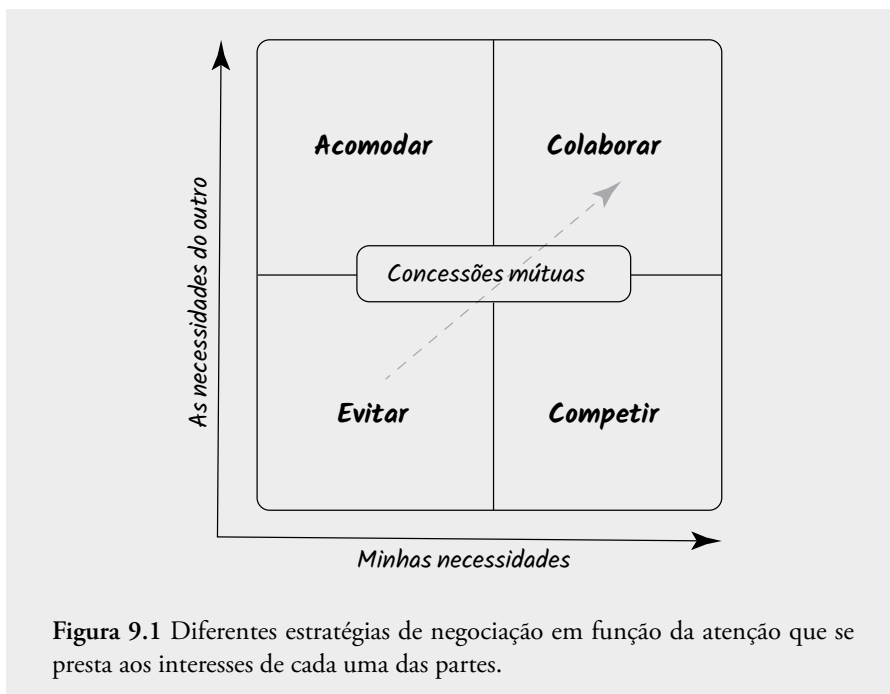 Acomodar
Colaborar
As necessidades do outro
Concessões mútuas
Evitar
Competir
Minhas necessidades
Figura 9.1 Diferentes estratégias de negociação em função da atenção que se
presta aos interesses de cada uma das partes.